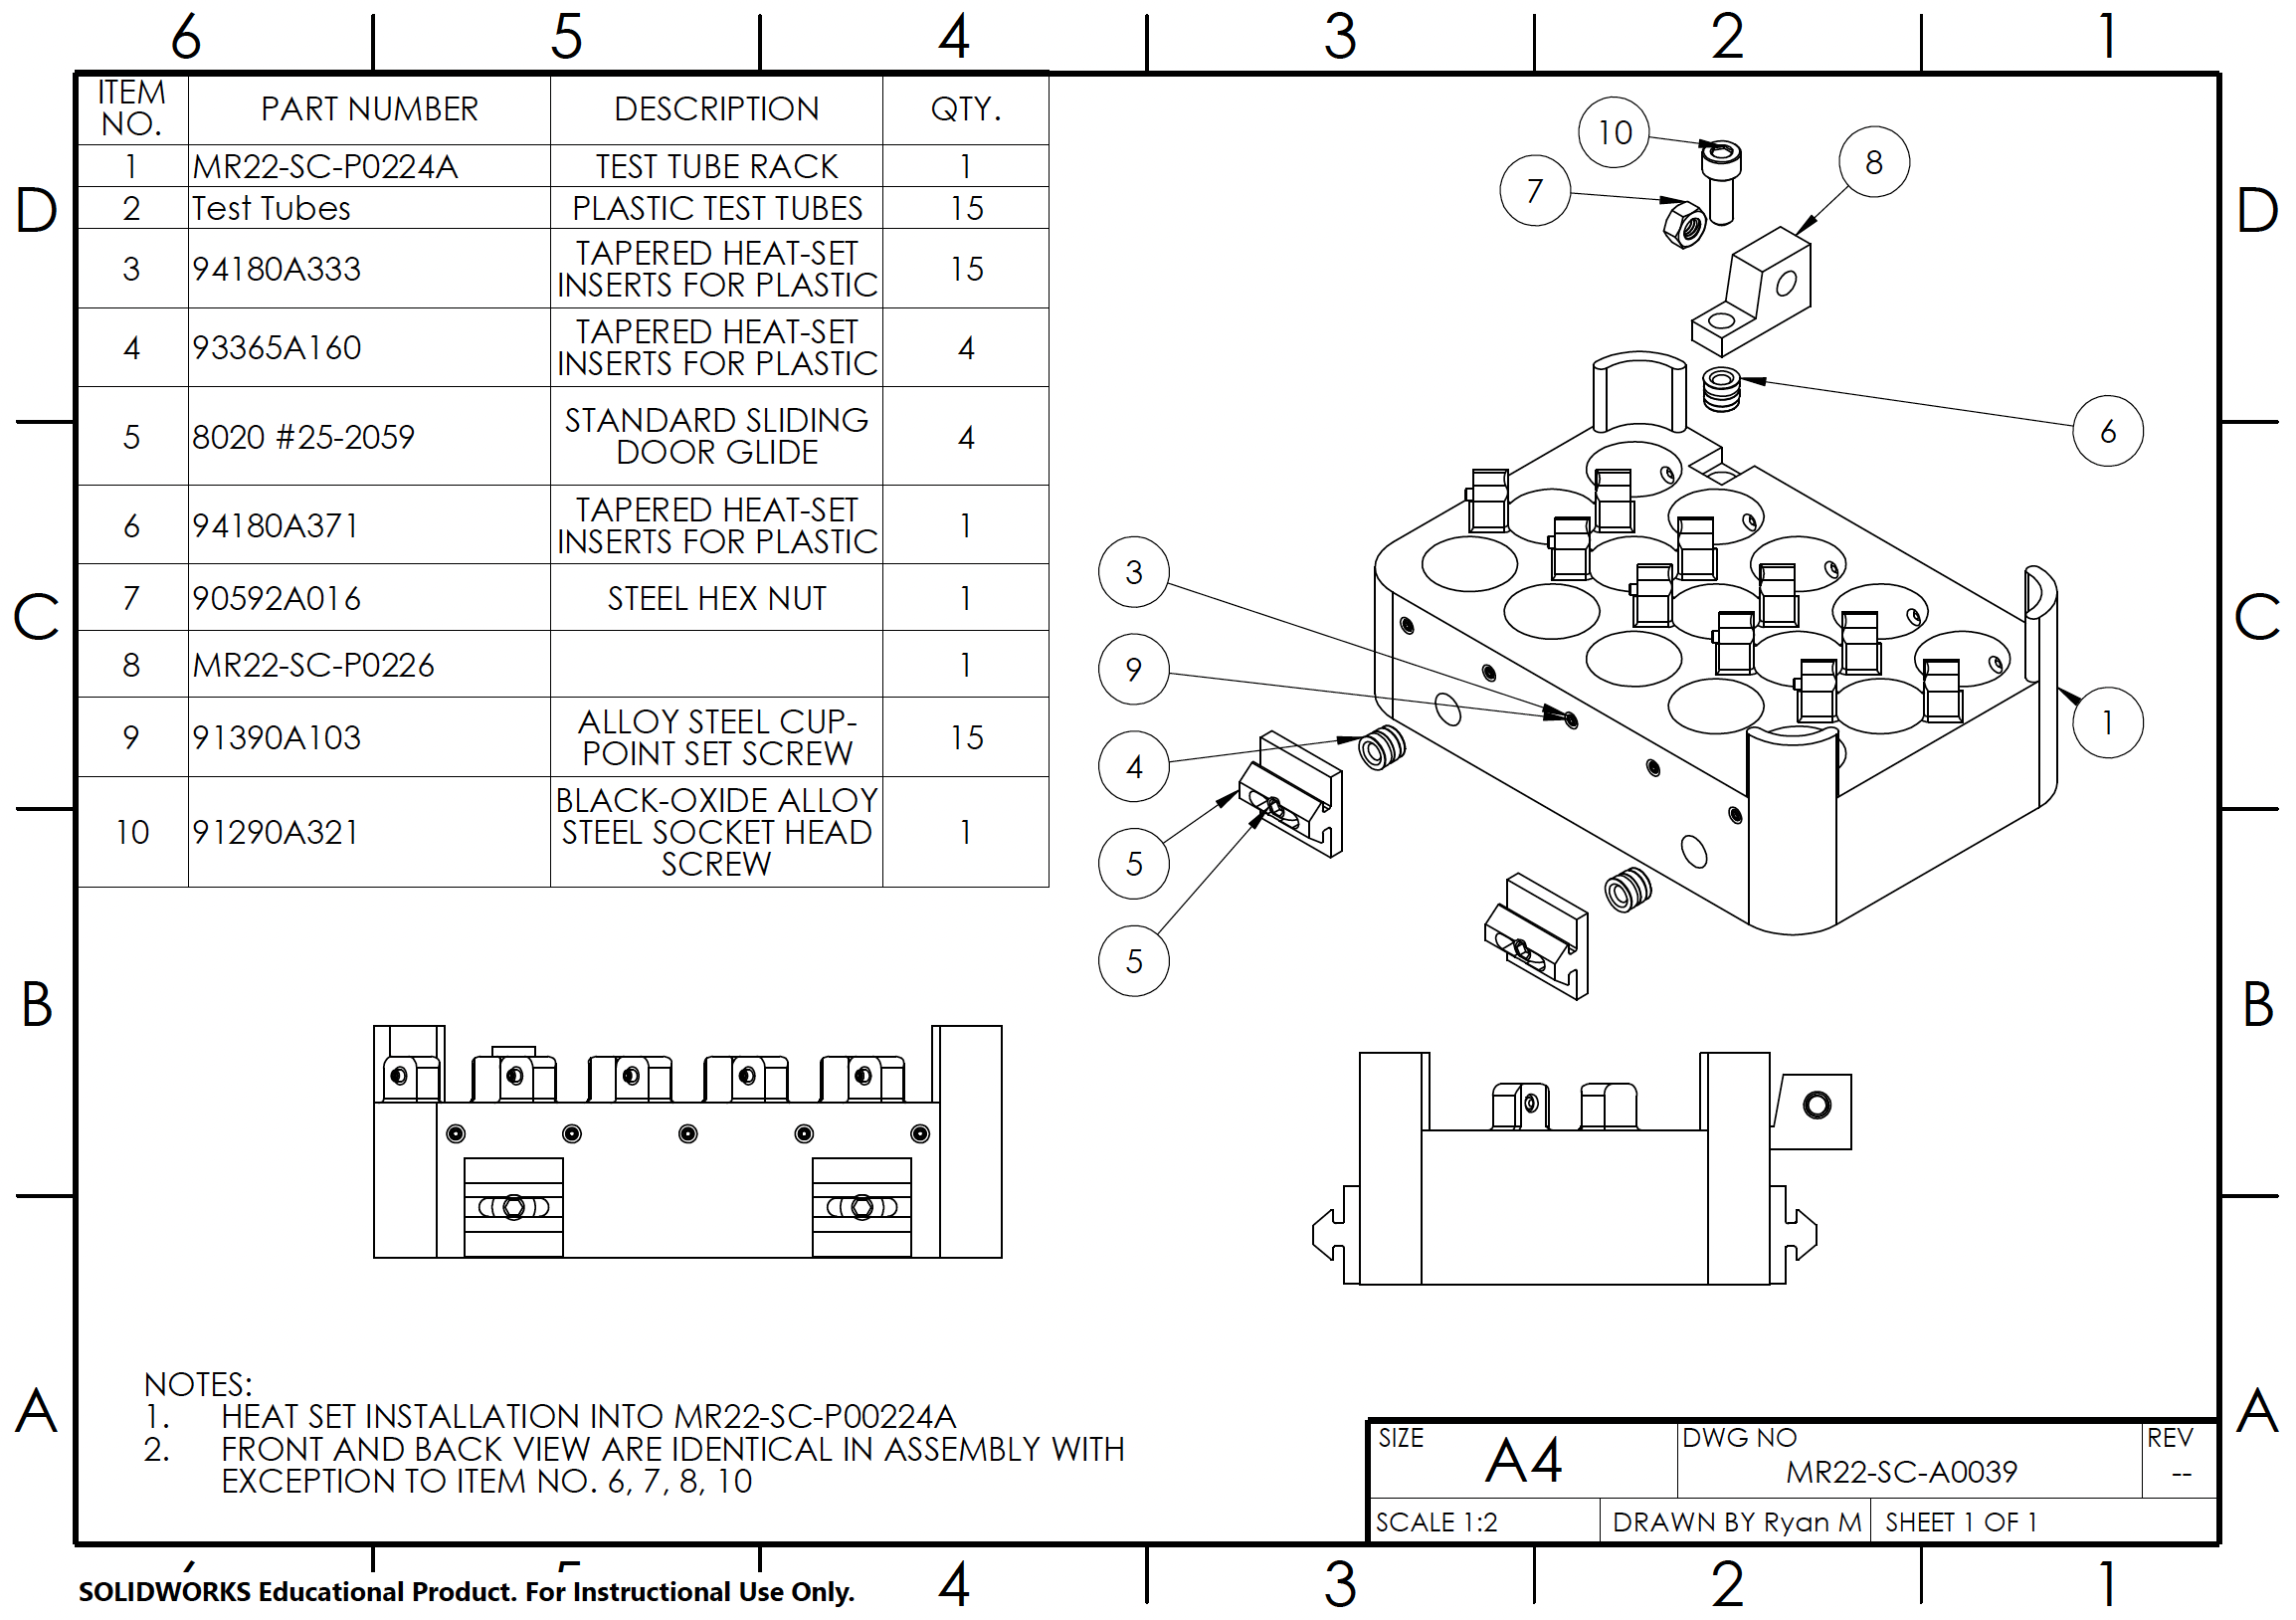 6 5 4 3 2 1
ITEM NO. PART NUMBER DESCRIPTION QTY.
1 MR22-SC-P0224A TEST TUBE RACK 1
2 Test Tubes PLASTIC TEST TUBES 15
3 94180A333 TAPERED HEAT-SET INSERTS FOR PLASTIC 15
4 93365A160 TAPERED HEAT-SET INSERTS FOR PLASTIC 4
5 8020 #25-2059 STANDARD SLIDING DOOR GLIDE 4
6 94180A371 TAPERED HEAT-SET INSERTS FOR PLASTIC 1
7 90592A016 STEEL HEX NUT 1
8 MR22-SC-P0226 1
9 91390A103 ALLOY STEEL CUP-POINT SET SCREW 15
10 91290A321 BLACK-OXIDE ALLOY STEEL SOCKET HEAD SCREW 1
10
8
7
6
3
9
1
4
5
5
D D
C C
B B
A A
NOTES:
1. HEAT SET INSTALLATION INTO MR22-SC-P00224A
2. FRONT AND BACK VIEW ARE IDENTICAL IN ASSEMBLY WITH
EXCEPTION TO ITEM NO. 6, 7, 8, 10
SIZE A4 DWG NO MR22-SC-A0039 REV --
SCALE 1:2 DRAWN BY Ryan M SHEET 1 OF 1
4 3 2 1
SOLIDWORKS Educational Product. For Instructional Use Only.